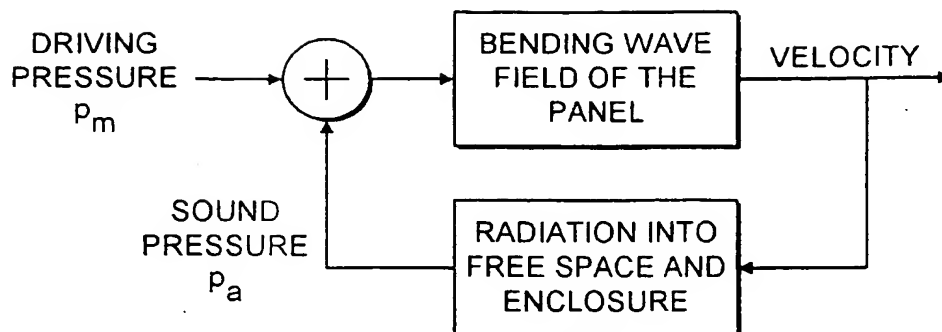 DRIVING
PRESSURE
pm
+
BENDING WAVE
FIELD OF THE
PANEL
VELOCITY
SOUND
PRESSURE
pa
RADIATION INTO
FREE SPACE AND
ENCLOSURE